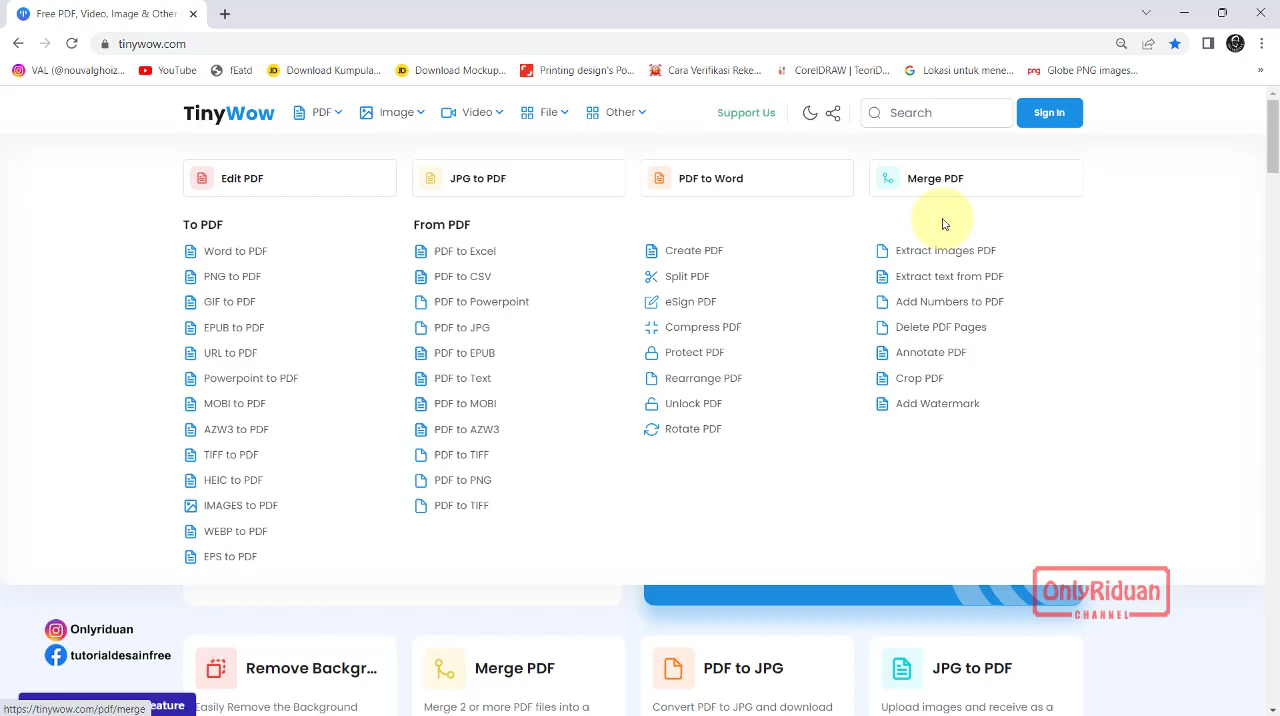 Free PDF, Video, Image & Other
tinywow.com
VAL (@nouvalghoiz...
YouTube
fEatd
Download Kumpula...
Download Mockup...
Printing design's Po...
Cara Verifikasi Reke...
CorelDRAW | TeoriD...
Lokasi untuk mene...
png
Globe PNG images...
TinyWow
PDF
Image
Video
File
Other
Support Us
Search
Sign In
Edit PDF
JPG to PDF
PDF to Word
Merge PDF
To PDF
Word to PDF
PNG to PDF
GIF to PDF
EPUB to PDF
URL to PDF
Powerpoint to PDF
MOBI to PDF
AZW3 to PDF
TIFF to PDF
HEIC to PDF
IMAGES to PDF
WEBP to PDF
EPS to PDF
From PDF
PDF to Excel
PDF to CSV
PDF to Powerpoint
PDF to JPG
PDF to EPUB
PDF to Text
PDF to MOBI
PDF to AZW3
PDF to TIFF
PDF to PNG
PDF to TIFF
Create PDF
Split PDF
eSign PDF
Compress PDF
Protect PDF
Rearrange PDF
Unlock PDF
Rotate PDF
Extract images PDF
Extract text from PDF
Add Numbers to PDF
Delete PDF Pages
Annotate PDF
Crop PDF
Add Watermark
OnlyRiduan
CHANNEL
Onlyriduan
tutorialdesainfree
Remove Backgr...
Easily Remove the Background
Merge PDF
Merge 2 or more PDF files into a
PDF to JPG
Convert PDF to JPG and download
JPG to PDF
Upload images and receive as a
eature
https://tinywow.com/pdf/merge